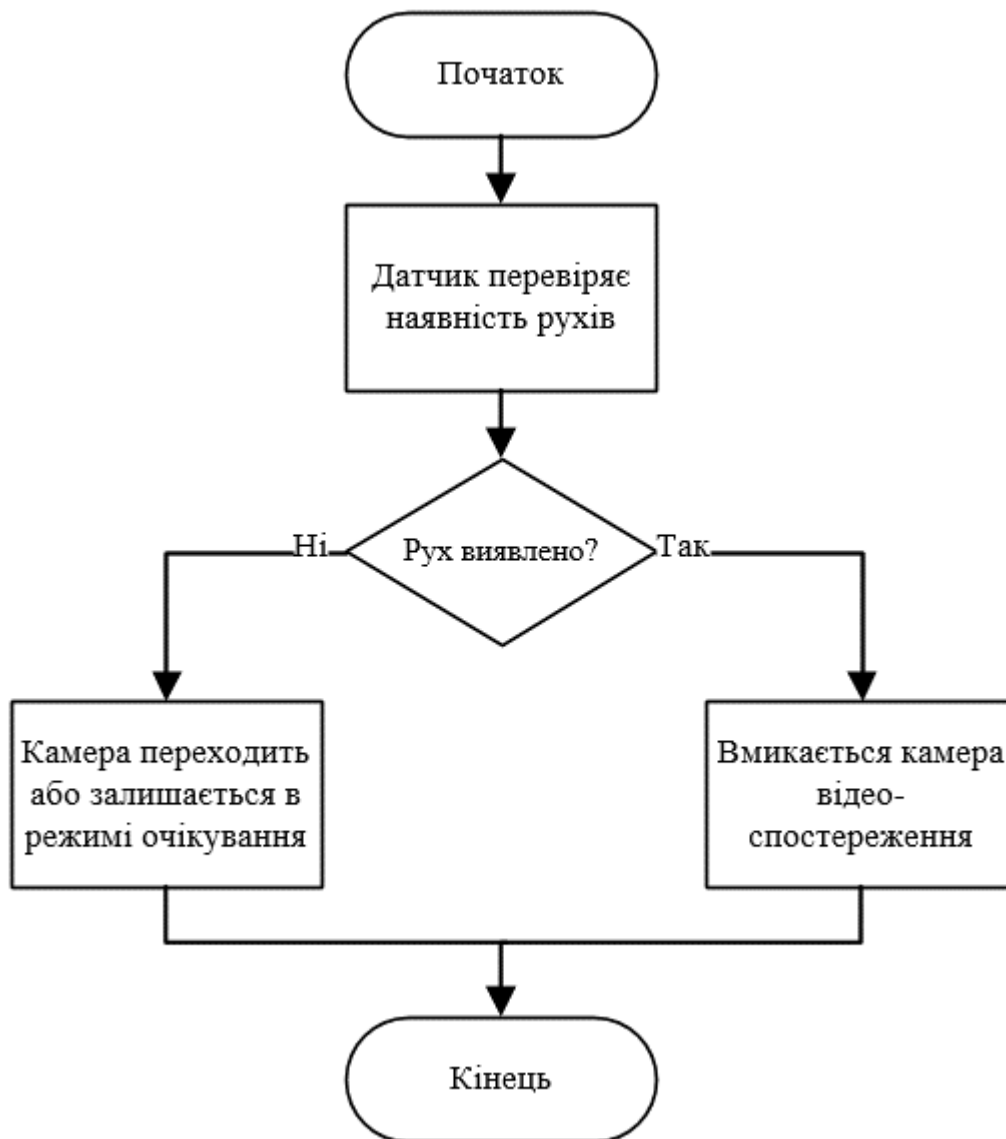 Початок
Датчик перевіряє
наявність рухів
Рух виявлено?
Ні
Так
Камера переходить
або залишається в
режимі очікування
Вмикається камера
відео-
спостереження
Кінець